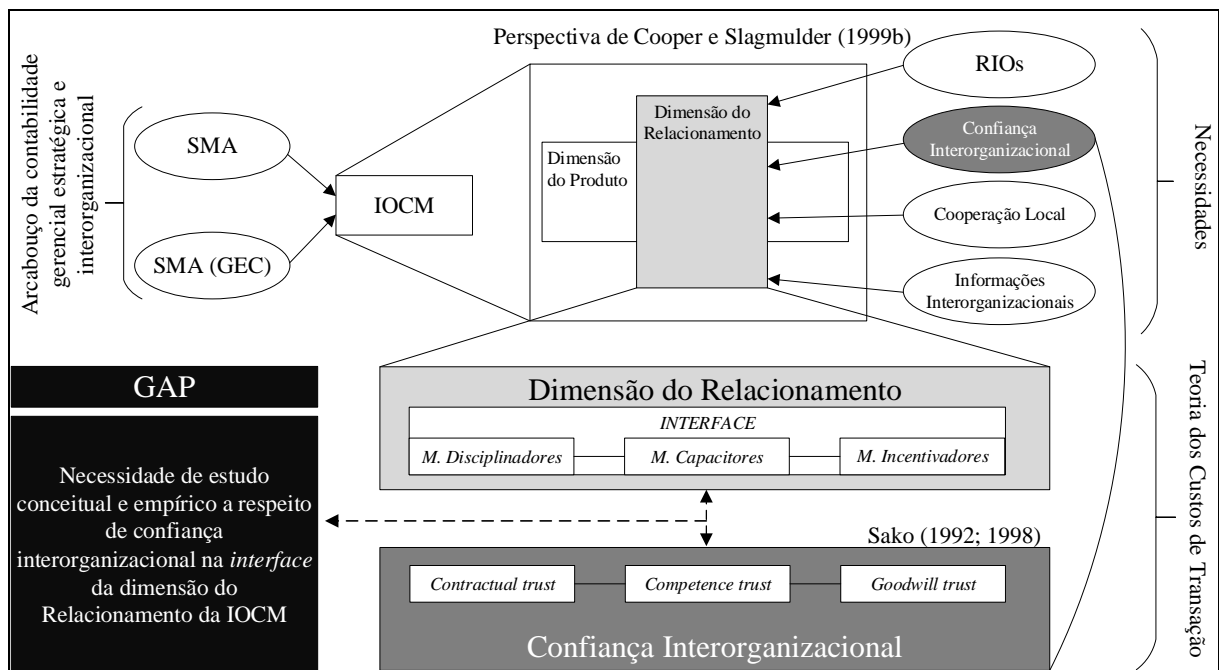 Perspectiva de Cooper e Slagmulder (1999b)
Arcabouço da contabilidade
gerencial estratégica e
interorganizacional
SMA
SMA (GEC)
IOCM
Dimensão do
Relacionamento
Dimensão
do Produto
RIOs
Confiança
Interorganizacional
Cooperação Local
Informações
Interorganizacionais
Necessidades
GAP
Necessidade de estudo
conceitual e empírico a respeito
de confiança
interorganizacional na interface
da dimensão do
Relacionamento da IOCM
Dimensão do Relacionamento
INTERFACE
M. Disciplinadores
M. Capacitores
M. Incentivadores
Sako (1992; 1998)
Contractual trust
Competence trust
Goodwill trust
Confiança Interorganizacional
Teoria dos Custos de Transação